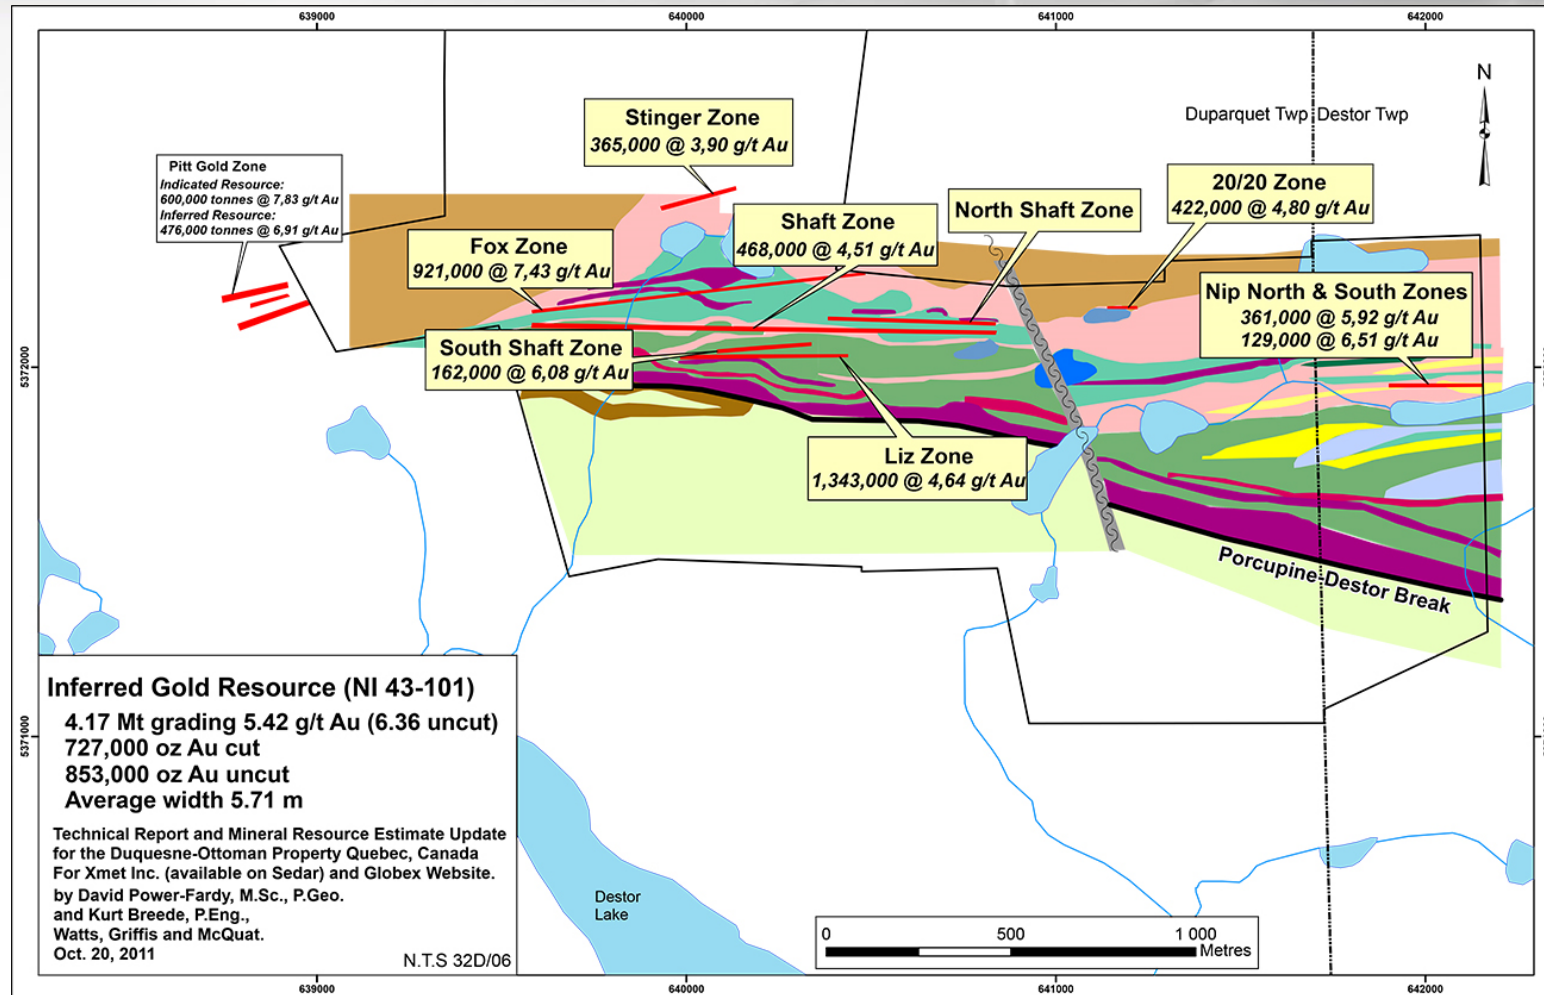 639000
640000
641000
642000
N
Duparquet Twp
Destor Twp
Stinger Zone
365,000 @ 3,90 g/t Au
Pitt Gold Zone
Indicated Resource:
600,000 tonnes @ 7,83 g/t Au
Inferred Resource:
476,000 tonnes @ 6,91 g/t Au
20/20 Zone
422,000 @ 4,80 g/t Au
North Shaft Zone
Shaft Zone
468,000 @ 4,51 g/t Au
Fox Zone
921,000 @ 7,43 g/t Au
Nip North & South Zones
361,000 @ 5,92 g/t Au
129,000 @ 6,51 g/t Au
South Shaft Zone
162,000 @ 6,08 g/t Au
5372000
Liz Zone
1,343,000 @ 4,64 g/t Au
Porcupine-Destor Break
Inferred Gold Resource (NI 43-101)
4.17 Mt grading 5.42 g/t Au (6.36 uncut)
727,000 oz Au cut
853,000 oz Au uncut
Average width 5.71 m
5371000
Technical Report and Mineral Resource Estimate Update
for the Duquesne-Ottoman Property Quebec, Canada
For Xmet Inc. (available on Sedar) and Globex Website.
by David Power-Fardy, M.Sc., P.Geo.
and Kurt Breede, P.Eng.,
Watts, Griffis and McQuat.
Oct. 20, 2011
N.T.S 32D/06
Destor
Lake
0
500
1 000
Metres
639000
640000
641000
642000